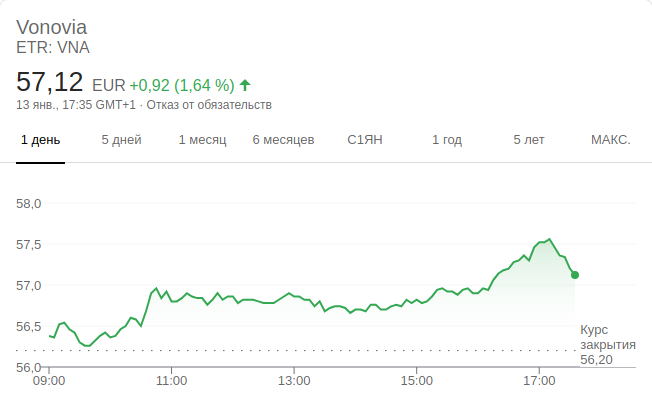 Vonovia
ETR: VNA
57,12 EUR +0,92 (1,64 %)
13 янв., 17:35 GMT+1 · Отказ от обязательств
1 день 5 дней 1 месяц 6 месяцев С1ЯН 1 год 5 лет МАКС.
58,0
57,5
57,0
56,5
56,0
Курс
закрытия
56,20
09:00 11:00 13:00 15:00 17:00